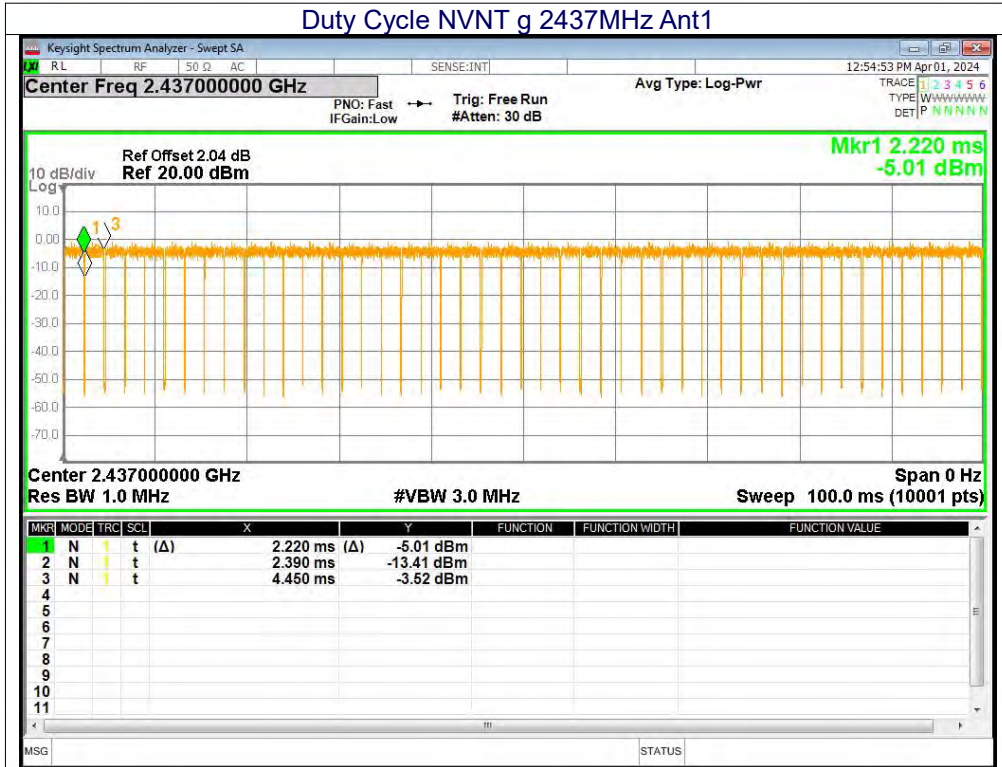 Duty Cycle NVNT g 2437MHz Ant1
Keysight Spectrum Analyzer - Swept SA
LXI RL RF 50 Ω AC SENSE:INT 12:54:53 PM Apr 01, 2024
Center Freq 2.437000000 GHz Avg Type: Log-Pwr TRACE 1 2 3 4 5 6
PNO: Fast Trig: Free Run TYPE WWWWWWW
IFGain:Low #Atten: 30 dB DET P N N N N N
Mkr1 2.220 ms
Ref Offset 2.04 dB
10 dB/div Ref 20.00 dBm -5.01 dBm
Log
10.0
1 3
0.00
-10.0
-20.0
-30.0
-40.0
-50.0
-60.0
-70.0
Center 2.437000000 GHz Span 0 Hz
Res BW 1.0 MHz #VBW 3.0 MHz Sweep 100.0 ms (10001 pts)
MKR MODE TRC SCL X Y FUNCTION FUNCTION WIDTH FUNCTION VALUE
1 N 1 t (Δ) 2.220 ms (Δ) -5.01 dBm
2 N 1 t 2.390 ms -13.41 dBm
3 N 1 t 4.450 ms -3.52 dBm
4
5
6
7
8
9
10
11
MSG STATUS